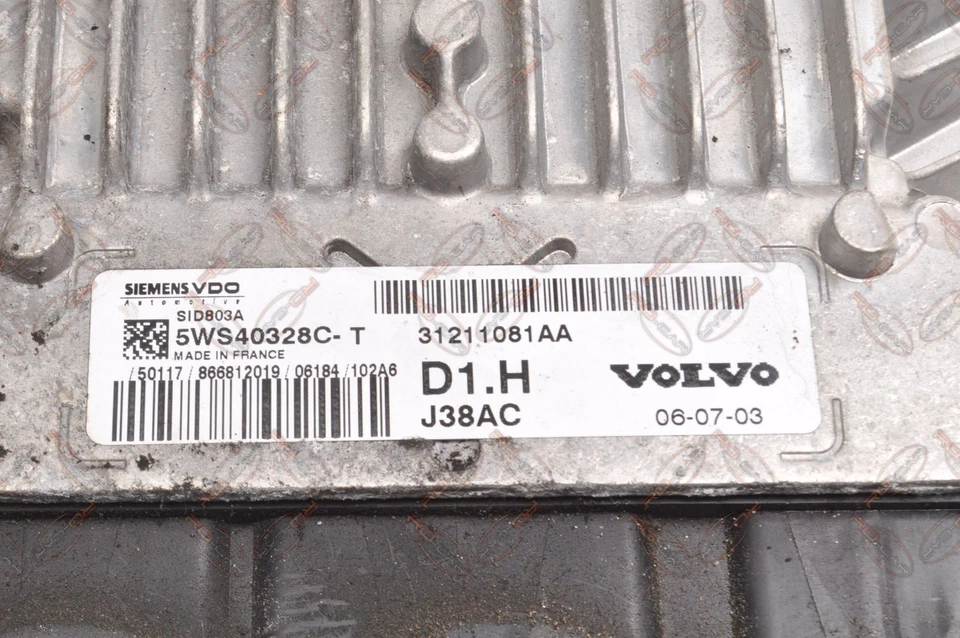 SIEMENS VDO
Automotive
SID803A
5WS40328C-T
MADE IN FRANCE
/50117/866812019/06184/102A6
31211081AA
D1.H
J38AC
VOLVO
06-07-03